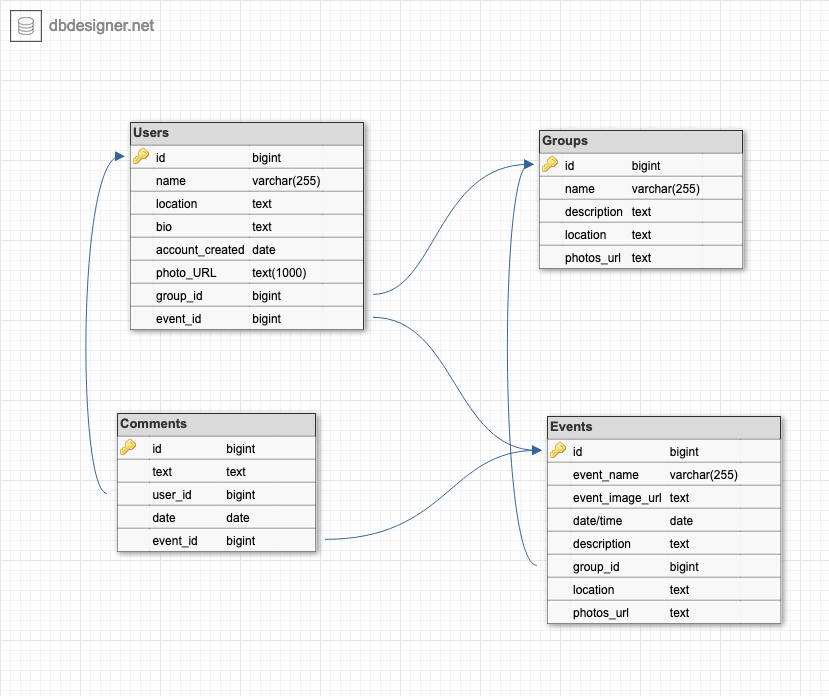 dbdesigner.net
Users
id bigint
name varchar(255)
location text
bio text
account_created date
photo_URL text(1000)
group_id bigint
event_id bigint
Groups
id bigint
name varchar(255)
description text
location text
photos_url text
Comments
id bigint
text text
user_id bigint
date date
event_id bigint
Events
id bigint
event_name varchar(255)
event_image_url text
date/time date
description text
group_id bigint
location text
photos_url text